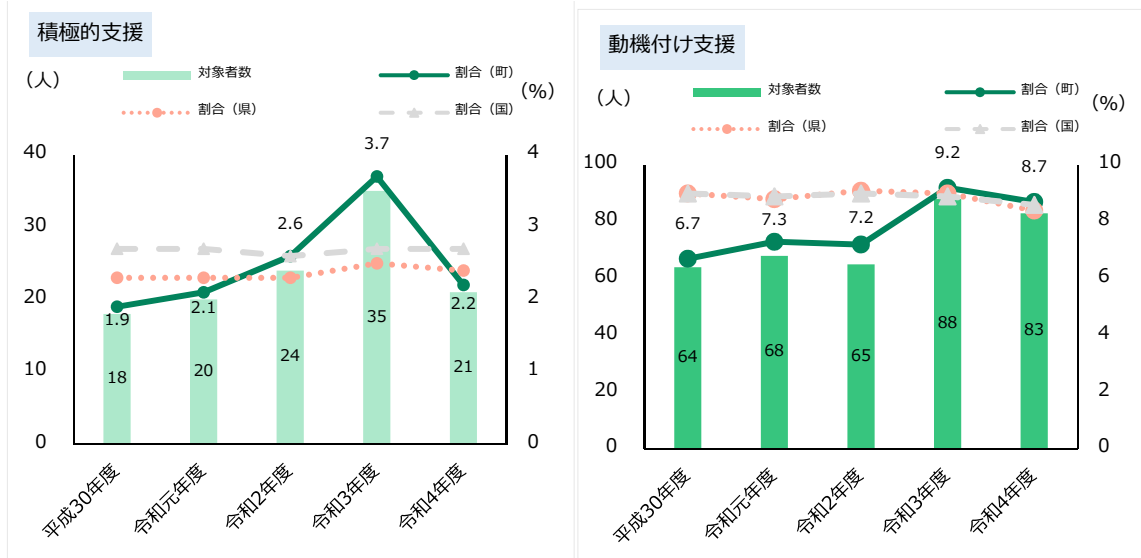 積極的支援
(人)
対象者数
割合（町）
割合（県）
割合（国）
(%)
40
30
20
10
0
4
3
2
1
0
1.9
2.1
2.6
3.7
2.2
18
20
24
35
21
平成30年度
令和元年度
令和2年度
令和3年度
令和4年度
動機付け支援
(人)
対象者数
割合（町）
割合（県）
割合（国）
(%)
100
80
60
40
20
0
10
8
6
4
2
0
6.7
7.3
7.2
9.2
8.7
64
68
65
88
83
平成30年度
令和元年度
令和2年度
令和3年度
令和4年度